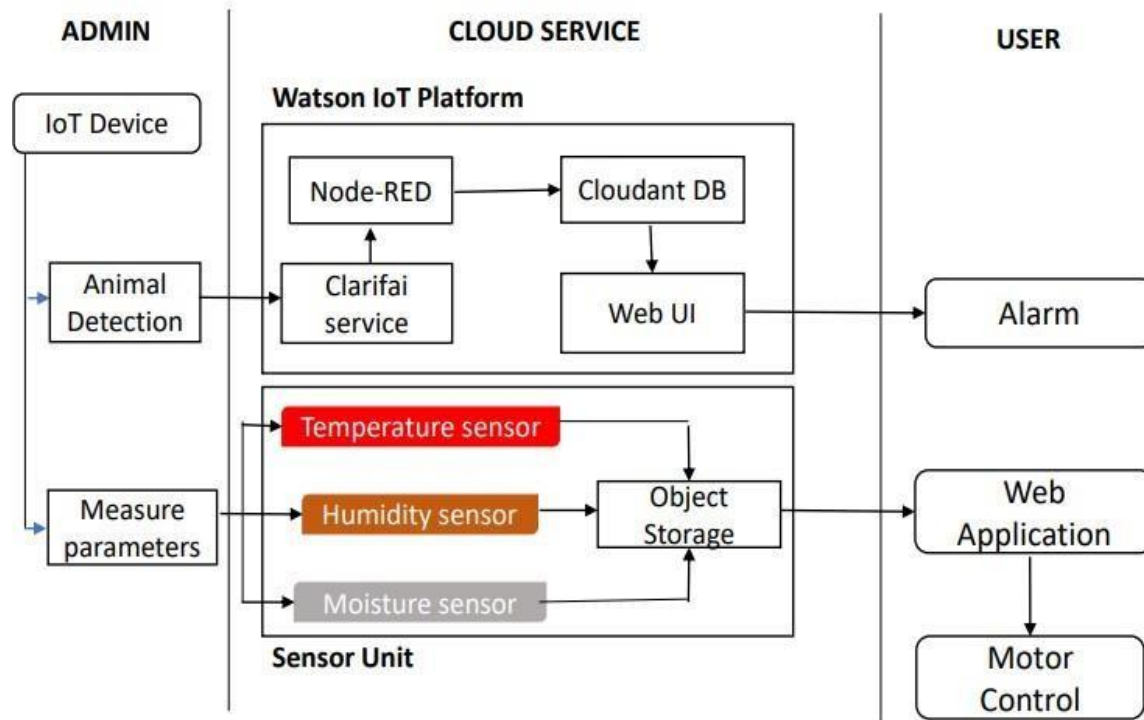 ADMIN
CLOUD SERVICE
USER
Watson IoT Platform
IoT Device
Node-RED
Cloudant DB
Animal
Detection
Clarifai
service
Web UI
Alarm
Temperature sensor
Measure
parameters
Humidity sensor
Object
Storage
Web
Application
Moisture sensor
Sensor Unit
Motor
Control